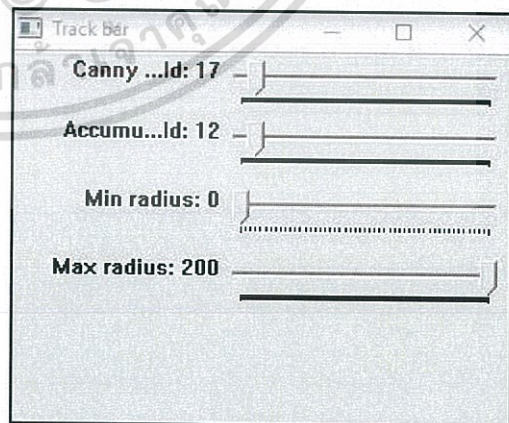 Track bar
Canny ...ld: 17
Accumu...ld: 12
Min radius: 0
Max radius: 200